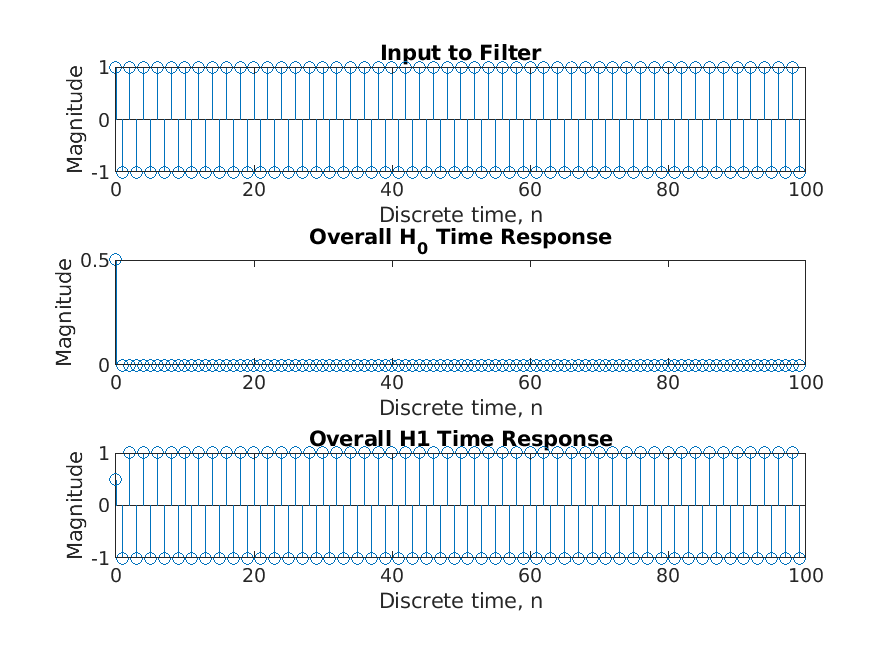 Input to Filter
Magnitude
1
0
-1
0 20 40 60 80 100
Discrete time, n
Overall H0 Time Response
Magnitude
0.5
0
0 20 40 60 80 100
Discrete time, n
Overall H1 Time Response
Magnitude
1
0
-1
0 20 40 60 80 100
Discrete time, n